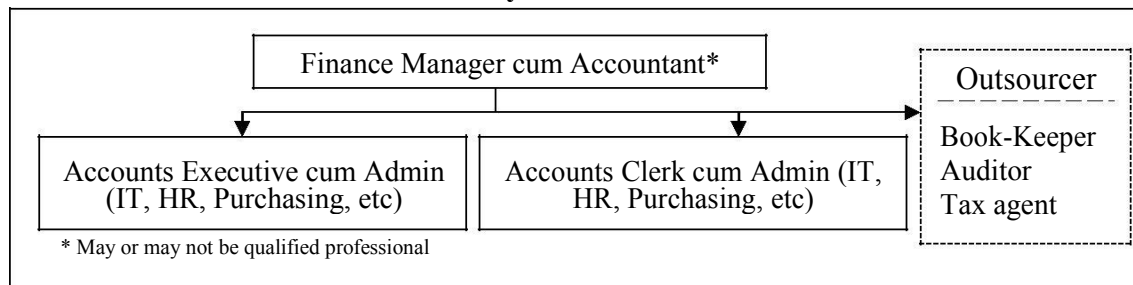 Finance Manager cum Accountant*
Outsourcer
Book-Keeper
Auditor
Tax agent
Accounts Executive cum Admin
(IT, HR, Purchasing, etc)
Accounts Clerk cum Admin (IT,
HR, Purchasing, etc)
* May or may not be qualified professional